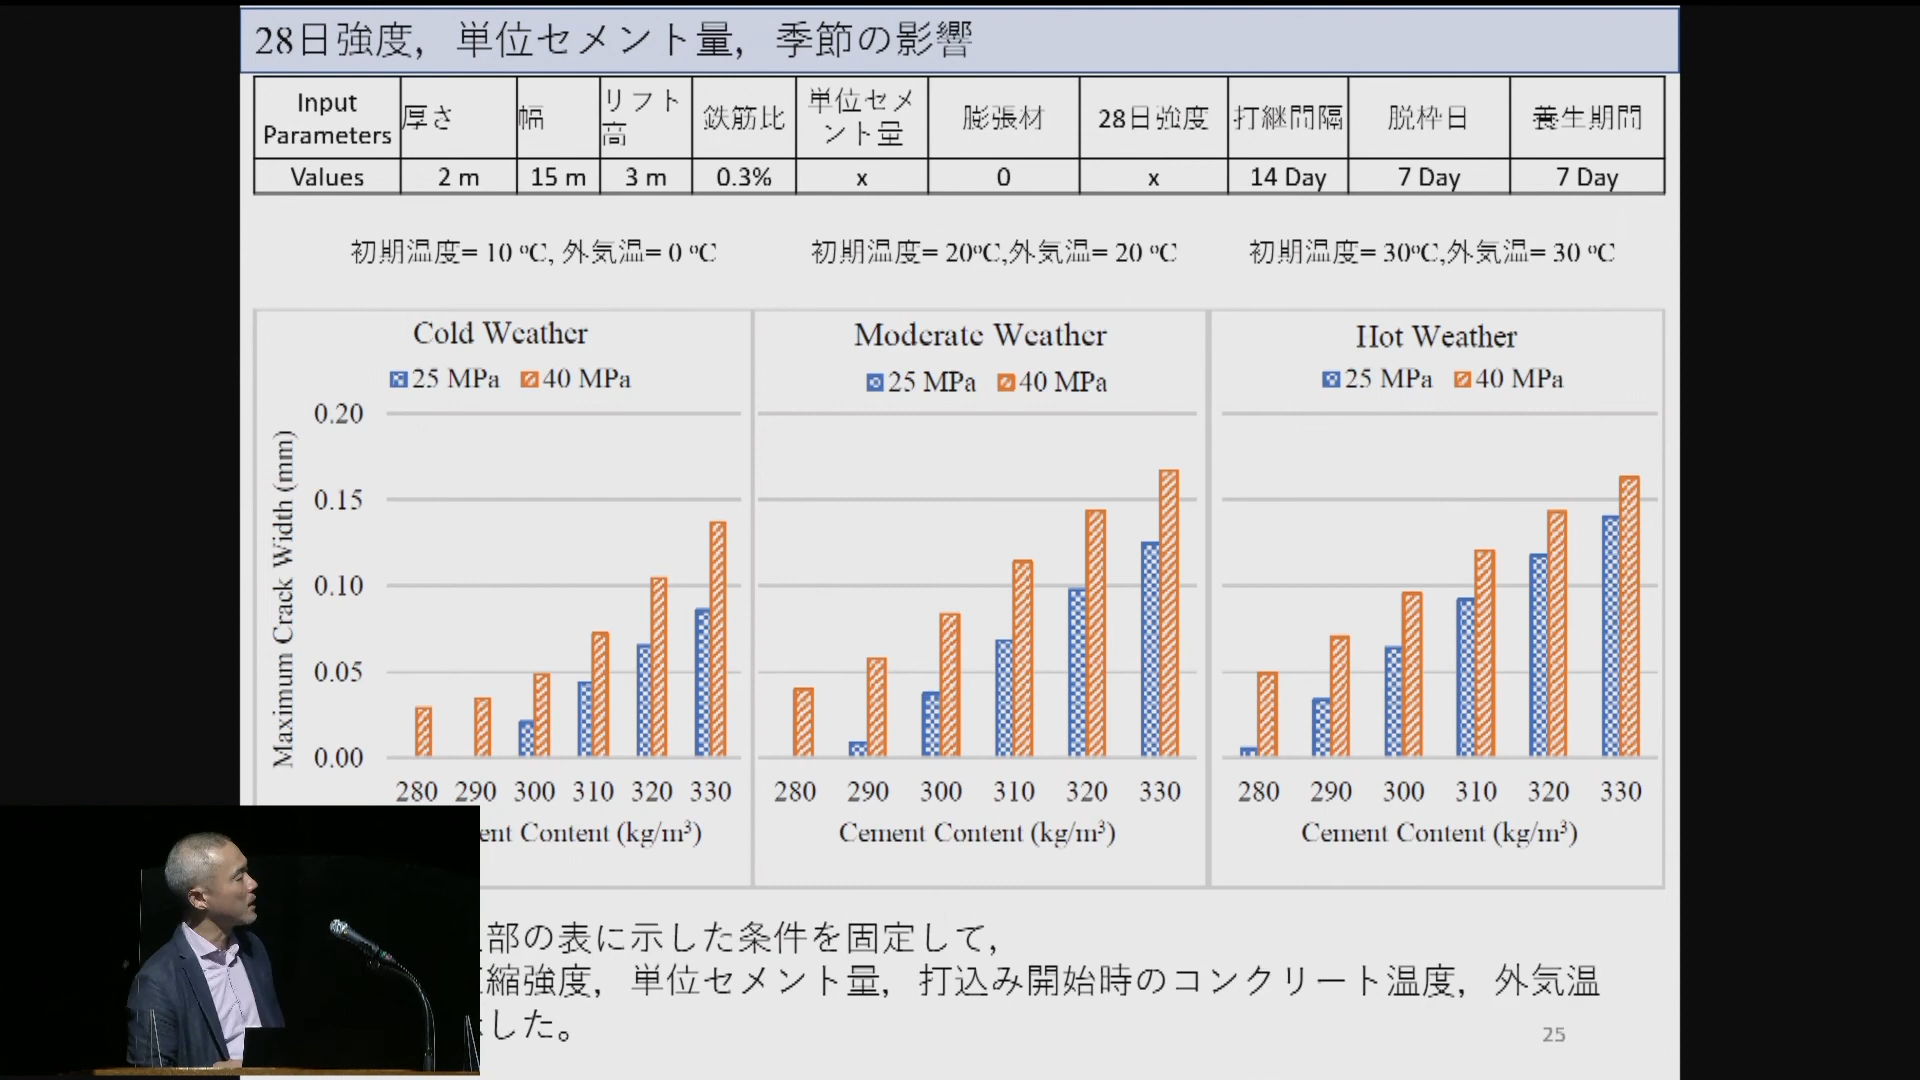 28日強度，単位セメント量，季節の影響
Input Parameters 厚さ 幅 リフト高 鉄筋比 単位セメント量 膨張材 28日強度 打継間隔 脱枠日 養生期間
Values 2 m 15 m 3 m 0.3% x 0 x 14 Day 7 Day 7 Day
初期温度= 10 ºC, 外気温= 0 ºC 初期温度= 20ºC,外気温= 20 ºC 初期温度= 30ºC,外気温= 30 ºC
Cold Weather Moderate Weather Hot Weather
25 MPa 40 MPa 25 MPa 40 MPa 25 MPa 40 MPa
Maximum Crack Width (mm)
0.20
0.15
0.10
0.05
0.00
280 290 300 310 320 330 280 290 300 310 320 330 280 290 300 310 320 330
Content (kg/m³) Cement Content (kg/m³) Cement Content (kg/m³)
部の表に示した条件を固定して，
縮強度，単位セメント量，打込み開始時のコンクリート温度，外気温
した。
25